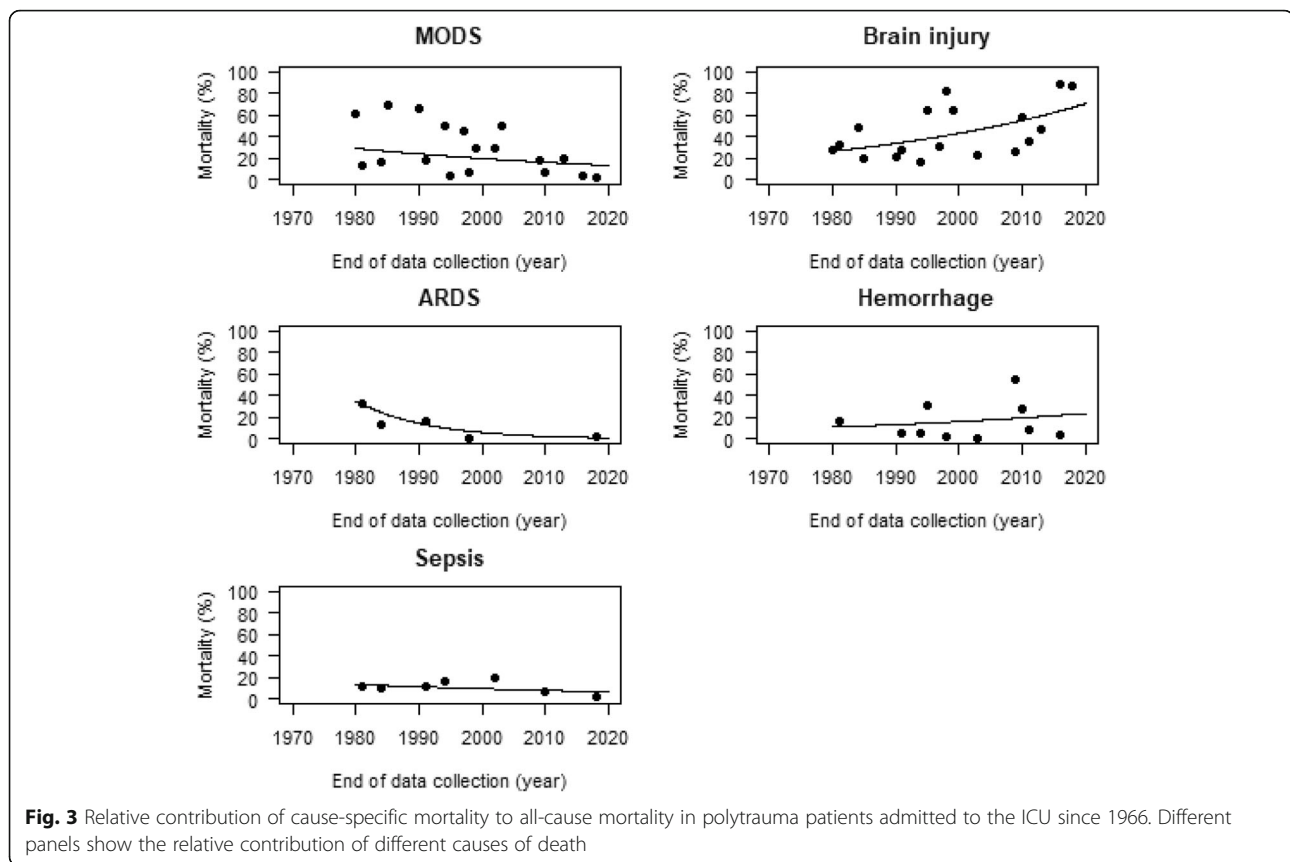 MODS
Mortality (%)
100
80
60
40
20
0
1970 1980 1990 2000 2010 2020
End of data collection (year)
Brain injury
Mortality (%)
100
80
60
40
20
0
1970 1980 1990 2000 2010 2020
End of data collection (year)
ARDS
Mortality (%)
100
80
60
40
20
0
1970 1980 1990 2000 2010 2020
End of data collection (year)
Hemorrhage
Mortality (%)
100
80
60
40
20
0
1970 1980 1990 2000 2010 2020
End of data collection (year)
Sepsis
Mortality (%)
100
80
60
40
20
0
1970 1980 1990 2000 2010 2020
End of data collection (year)
Fig. 3 Relative contribution of cause-specific mortality to all-cause mortality in polytrauma patients admitted to the ICU since 1966. Different
panels show the relative contribution of different causes of death